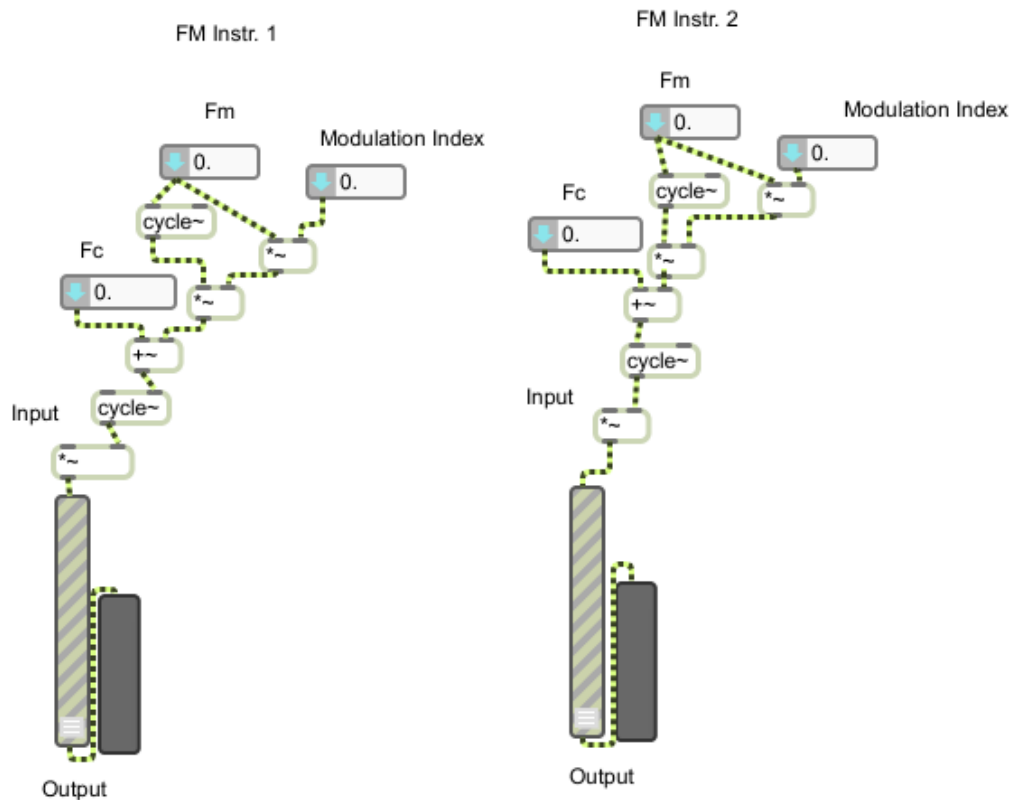 FM Instr. 1
Fm
Modulation Index
0.
0.
cycle~
*~
Fc
0.
*~
+~
cycle~
Input
*~
Output
FM Instr. 2
Fm
Modulation Index
0.
0.
cycle~
*~
Fc
0.
*~
+~
cycle~
Input
*~
Output